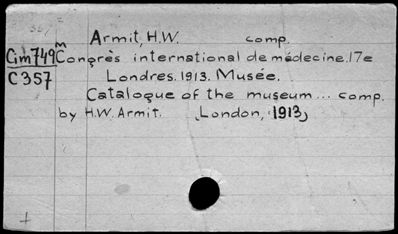 Armit, H.W. comp.
Cim749m Congrès international de médecine. 17e
C357 Londres. 1913. Musée.
Catalogue of the museum ... comp.
by H.W. Armit. [London, 1913]